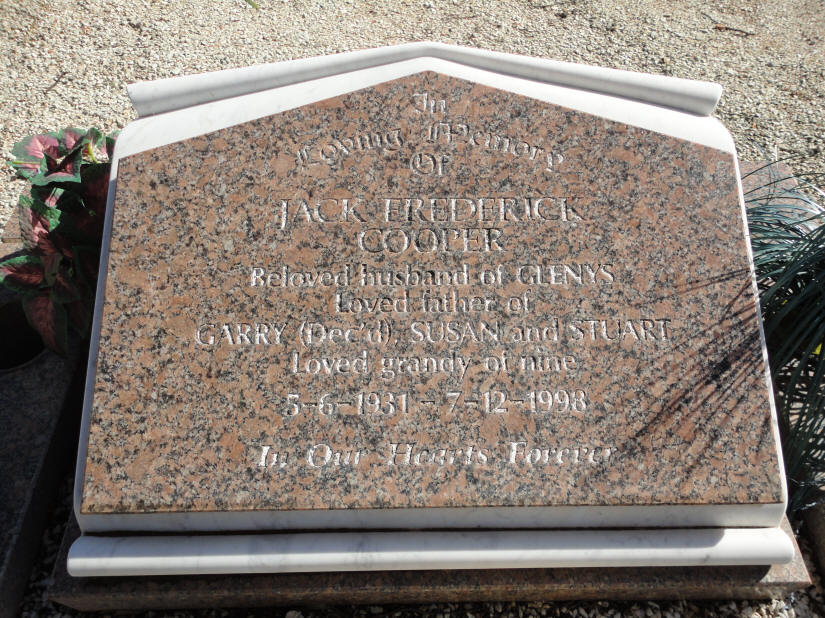 In
Loving Memory
Of
JACK FREDERICK
COOPER
Beloved husband of GLENYS
Loved father of
GARRY (Dec'd), SUSAN and STUART
Loved grandy of nine
5-6-1931 - 7-12-1998
In Our Hearts Forever